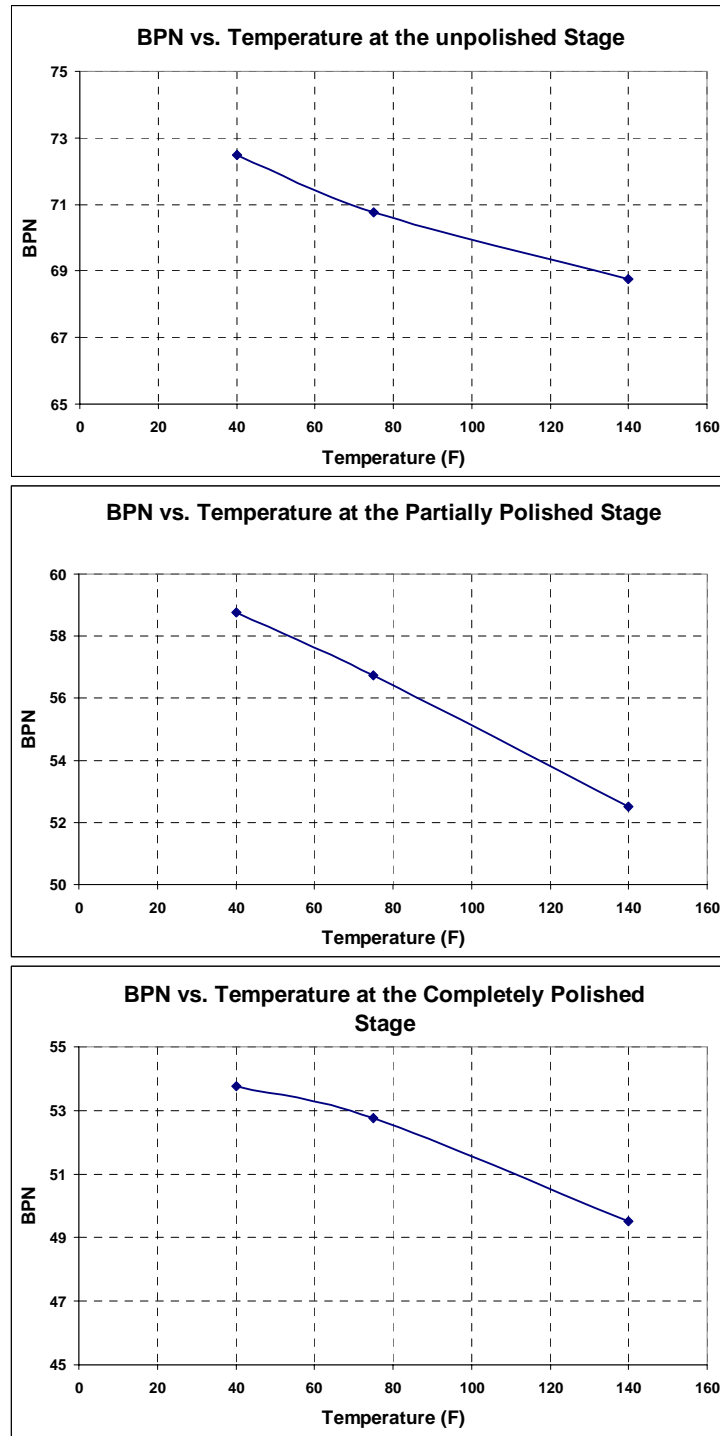 BPN vs. Temperature at the unpolished Stage
75
73
71
69
67
65
BPN
0 20 40 60 80 100 120 140 160
Temperature (F)
BPN vs. Temperature at the Partially Polished Stage
60
58
56
54
52
50
BPN
0 20 40 60 80 100 120 140 160
Temperature (F)
BPN vs. Temperature at the Completely Polished
Stage
55
53
51
49
47
45
BPN
0 20 40 60 80 100 120 140 160
Temperature (F)